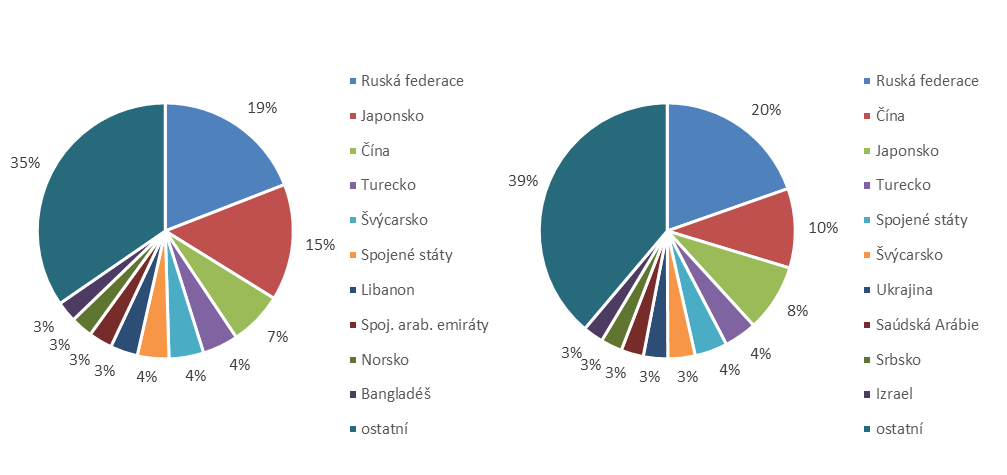 19%
15%
7%
4%
4%
4%
3%
3%
3%
3%
35%
Ruská federace
Japonsko
Čína
Turecko
Švýcarsko
Spojené státy
Libanon
Spoj. arab. emiráty
Norsko
Bangladéš
ostatní
20%
10%
8%
4%
4%
3%
3%
3%
3%
3%
39%
Ruská federace
Čína
Japonsko
Turecko
Spojené státy
Švýcarsko
Ukrajina
Saúdská Arábie
Srbsko
Izrael
ostatní